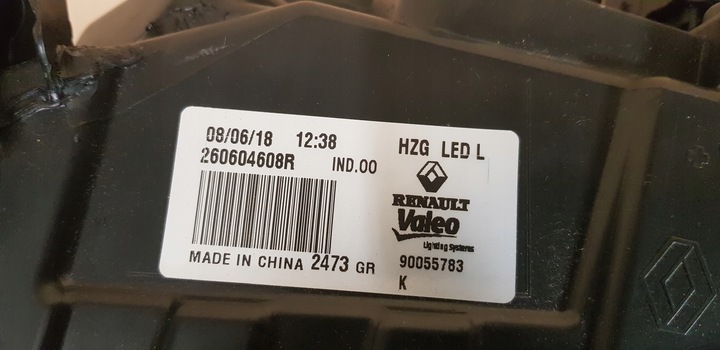 08/06/18 12:38 HZG LED L
260604608R IND.00
RENAULT
Valeo
Lighting Systems
MADE IN CHINA 2473 GR 90055783
K